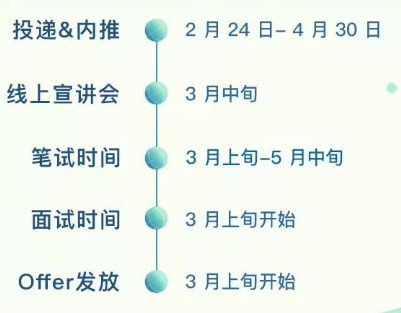 投递&内推 2 月 24 日- 4 月 30 日
线上宣讲会 3 月中旬
笔试时间 3 月上旬-5 月中旬
面试时间 3 月上旬开始
Offer发放 3 月上旬开始